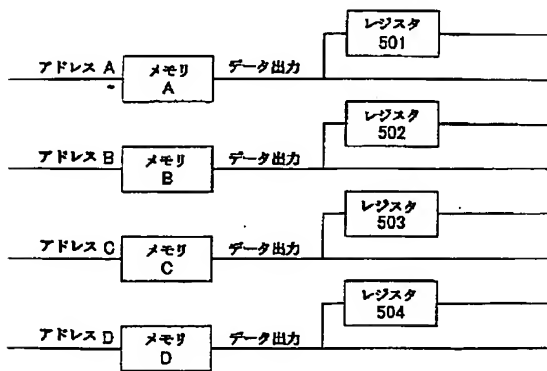 レジスタ
501
アドレス A
メモリ
A
データ出力
レジスタ
502
アドレス B
メモリ
B
データ出力
レジスタ
503
アドレス C
メモリ
C
データ出力
レジスタ
504
アドレス D
メモリ
D
データ出力